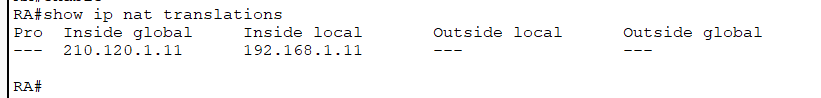 RA#show ip nat translations
Pro  Inside global     Inside local       Outside local      Outside global
---  210.120.1.11      192.168.1.11       ---                ---
RA#